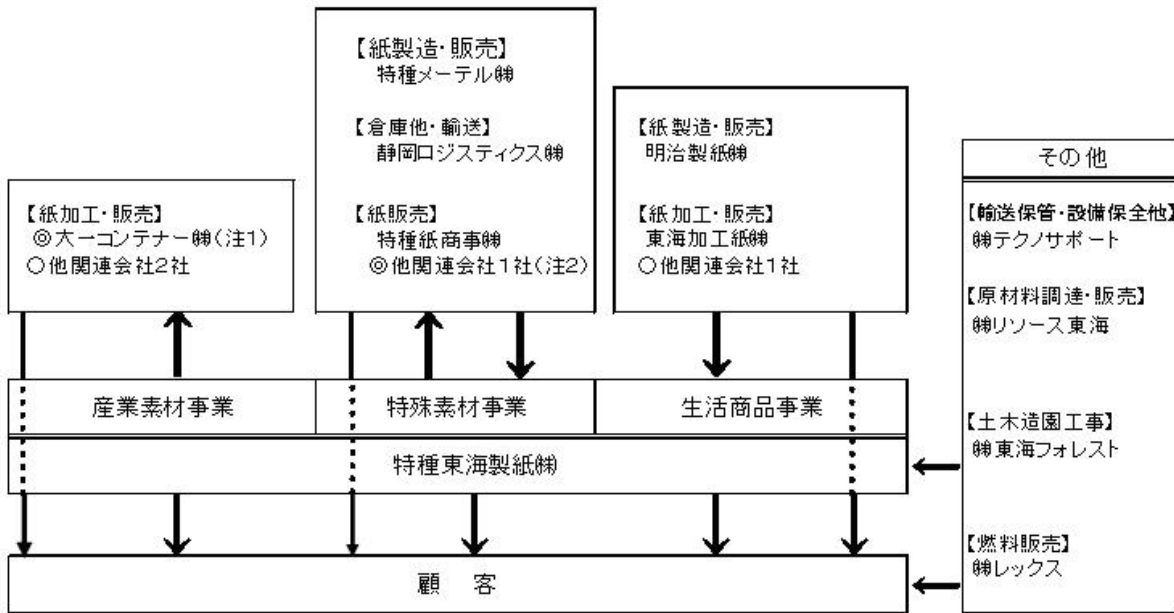 【紙加工・販売】
◎大一コンテナー㈱(注1)
○他関連会社2社
【紙製造・販売】
特種メーテル㈱
【倉庫他・輸送】
静岡ロジスティクス㈱
【紙販売】
特種紙商事㈱
◎他関連会社1社(注2)
【紙製造・販売】
明治製紙㈱
【紙加工・販売】
東海加工紙㈱
○他関連会社1社
その他
【輸送保管・設備保全他】
㈱テクノサポート
【原材料調達・販売】
㈱リソース東海
【土木造園工事】
㈱東海フォレスト
【燃料販売】
㈱レックス
産業素材事業
特殊素材事業
生活商品事業
特種東海製紙㈱
顧 客